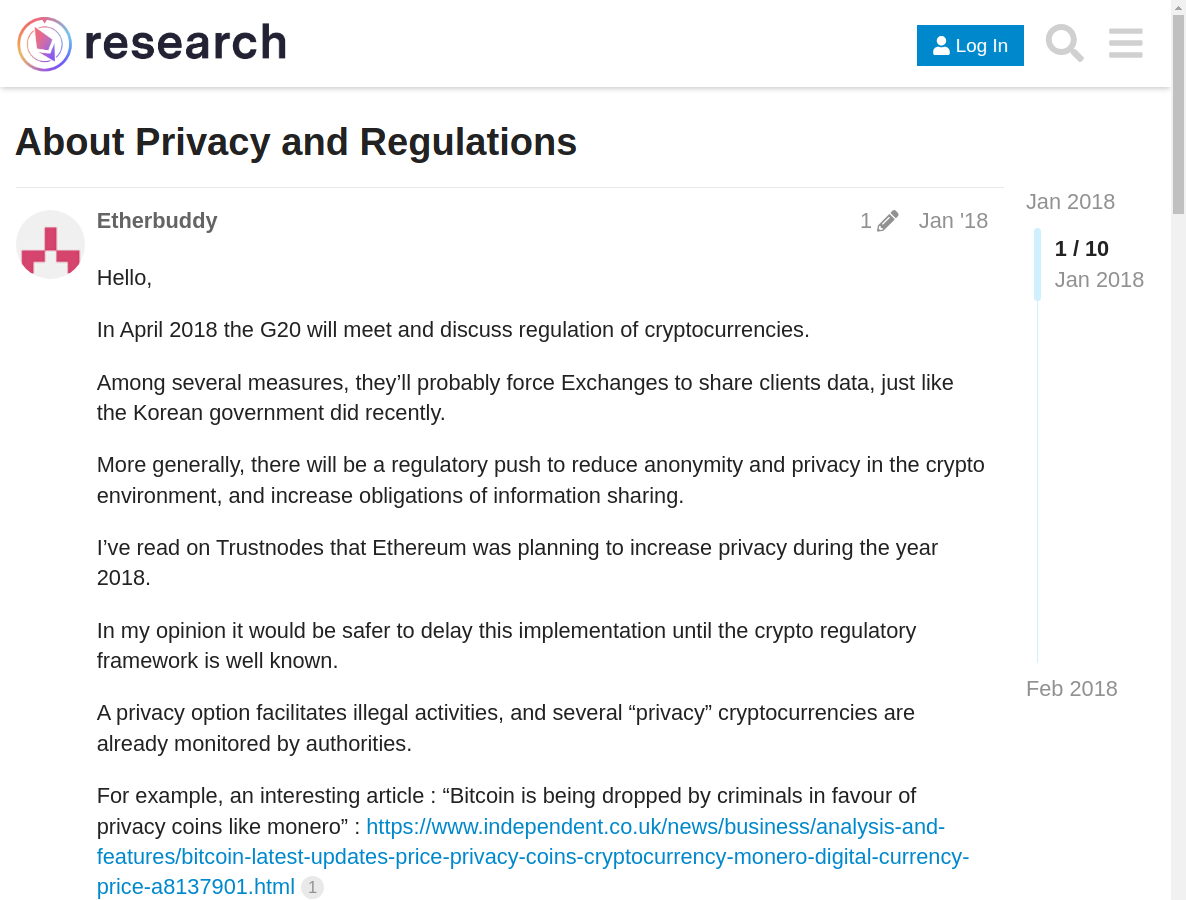 research
Log In
About Privacy and Regulations
Jan 2018
Etherbuddy
1
Jan '18
1 / 10
Jan 2018
Hello,
In April 2018 the G20 will meet and discuss regulation of cryptocurrencies.
Among several measures, they’ll probably force Exchanges to share clients data, just like
the Korean government did recently.
More generally, there will be a regulatory push to reduce anonymity and privacy in the crypto
environment, and increase obligations of information sharing.
I’ve read on Trustnodes that Ethereum was planning to increase privacy during the year
2018.
In my opinion it would be safer to delay this implementation until the crypto regulatory
framework is well known.
Feb 2018
A privacy option facilitates illegal activities, and several “privacy” cryptocurrencies are
already monitored by authorities.
For example, an interesting article : “Bitcoin is being dropped by criminals in favour of
privacy coins like monero” : https://www.independent.co.uk/news/business/analysis-and-
features/bitcoin-latest-updates-price-privacy-coins-cryptocurrency-monero-digital-currency-
price-a8137901.html 1